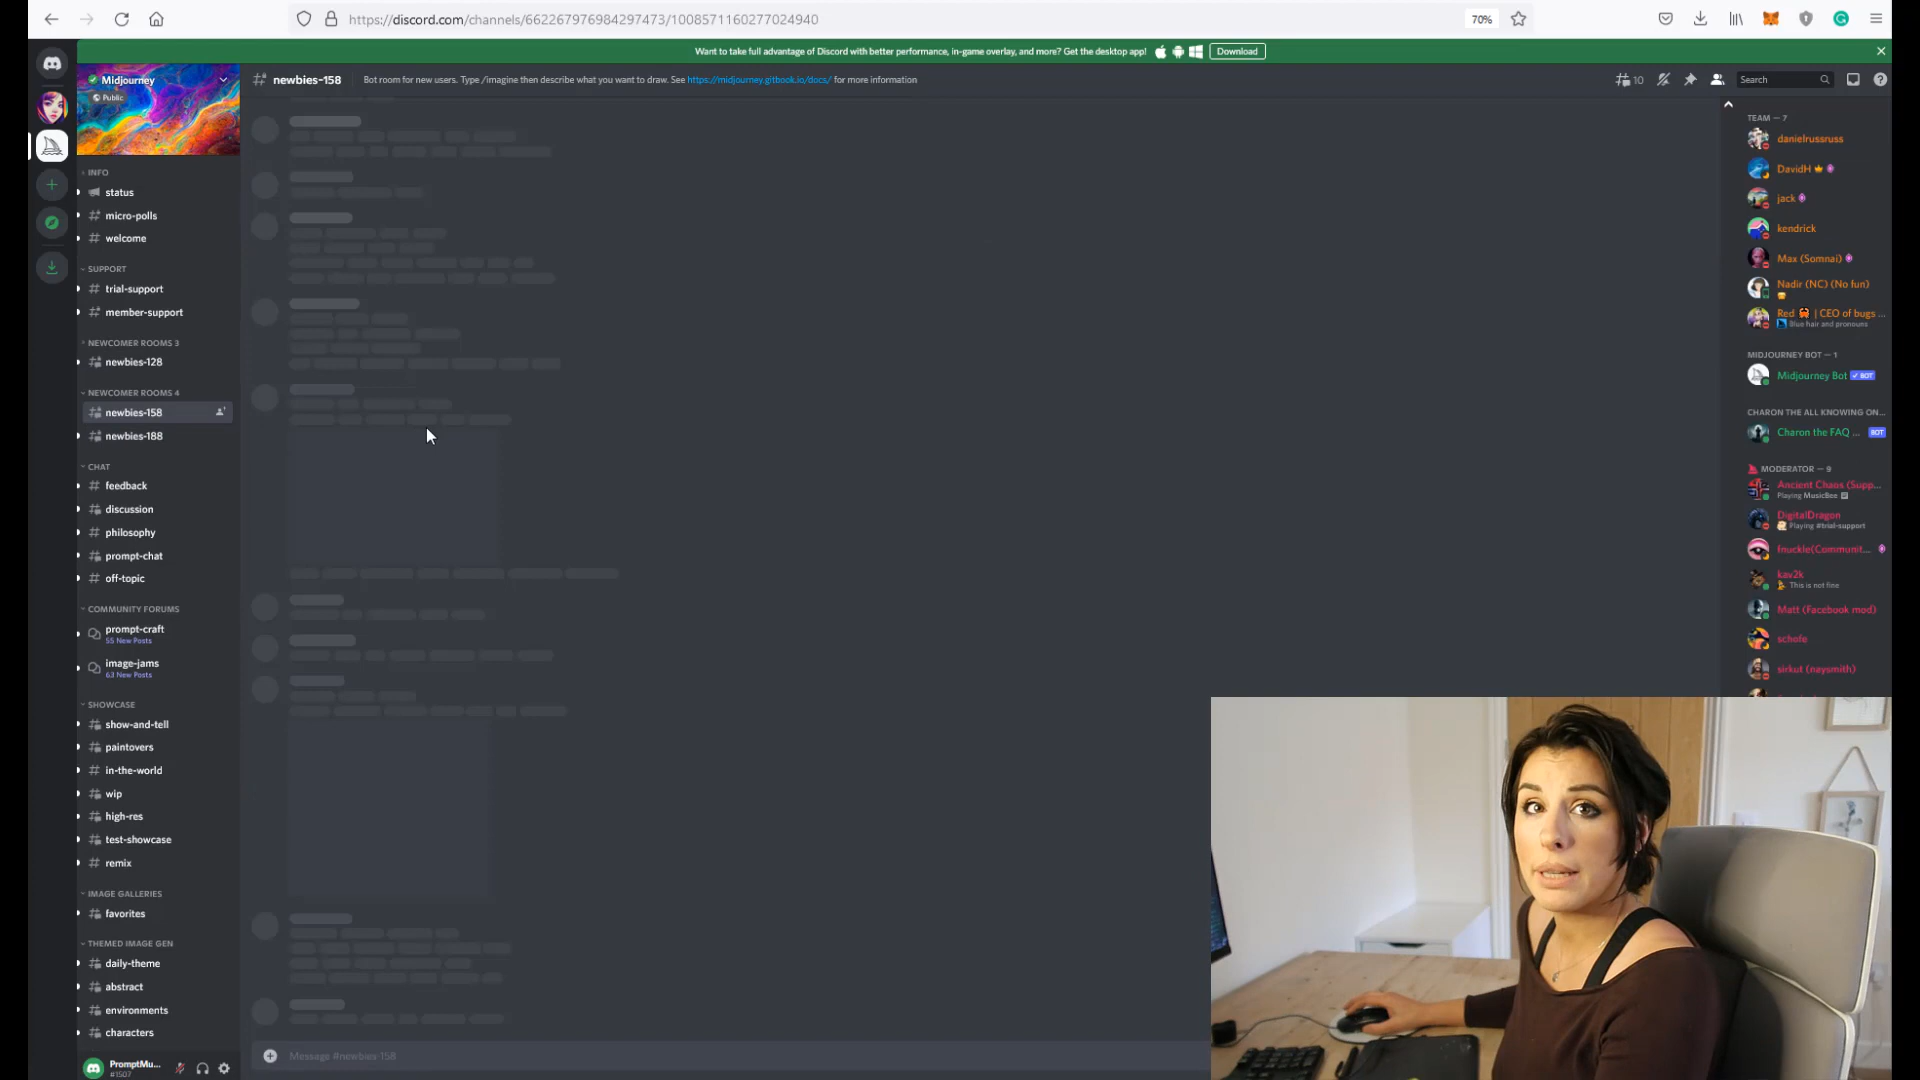 https://discord.com/channels/662267976984297473/1008571160277024940
70%
Want to take full advantage of Discord with better performance, in-game overlay, and more? Get the desktop app!
Download
Midjourney
Public
newbies-158
Bot room for new users. Type /imagine then describe what you want to draw. See https://midjourney.gitbook.io/docs/ for more information
10
Search
INFO
status
micro-polls
welcome
SUPPORT
trial-support
member-support
NEWCOMER ROOMS 3
newbies-128
NEWCOMER ROOMS 4
newbies-158
newbies-188
CHAT
feedback
discussion
philosophy
prompt-chat
off-topic
COMMUNITY FORUMS
prompt-craft
55 New Posts
image-jams
63 New Posts
SHOWCASE
show-and-tell
paintovers
in-the-world
wip
high-res
test-showcase
remix
IMAGE GALLERIES
favorites
THEMED IMAGE GEN
daily-theme
abstract
environments
characters
PromptMu...
#1507
Message #newbies-158
TEAM — 7
danielrussruss
DavidH
jack
kendrick
Max (Somnai)
Nadir (NC) (No fun)
Red | CEO of bugs ...
Blue hair and pronouns
MIDJOURNEY BOT — 1
Midjourney Bot BOT
CHARON THE ALL KNOWING ON...
Charon the FAQ ... BOT
MODERATOR — 9
Ancient Chaos (Supp...
Playing MusicBee
DigitalDragon
Playing #trial-support
fnuckle(Communit...
kav2k
This is not fine
Matt (Facebook mod)
schofe
sirkut (naysmith)